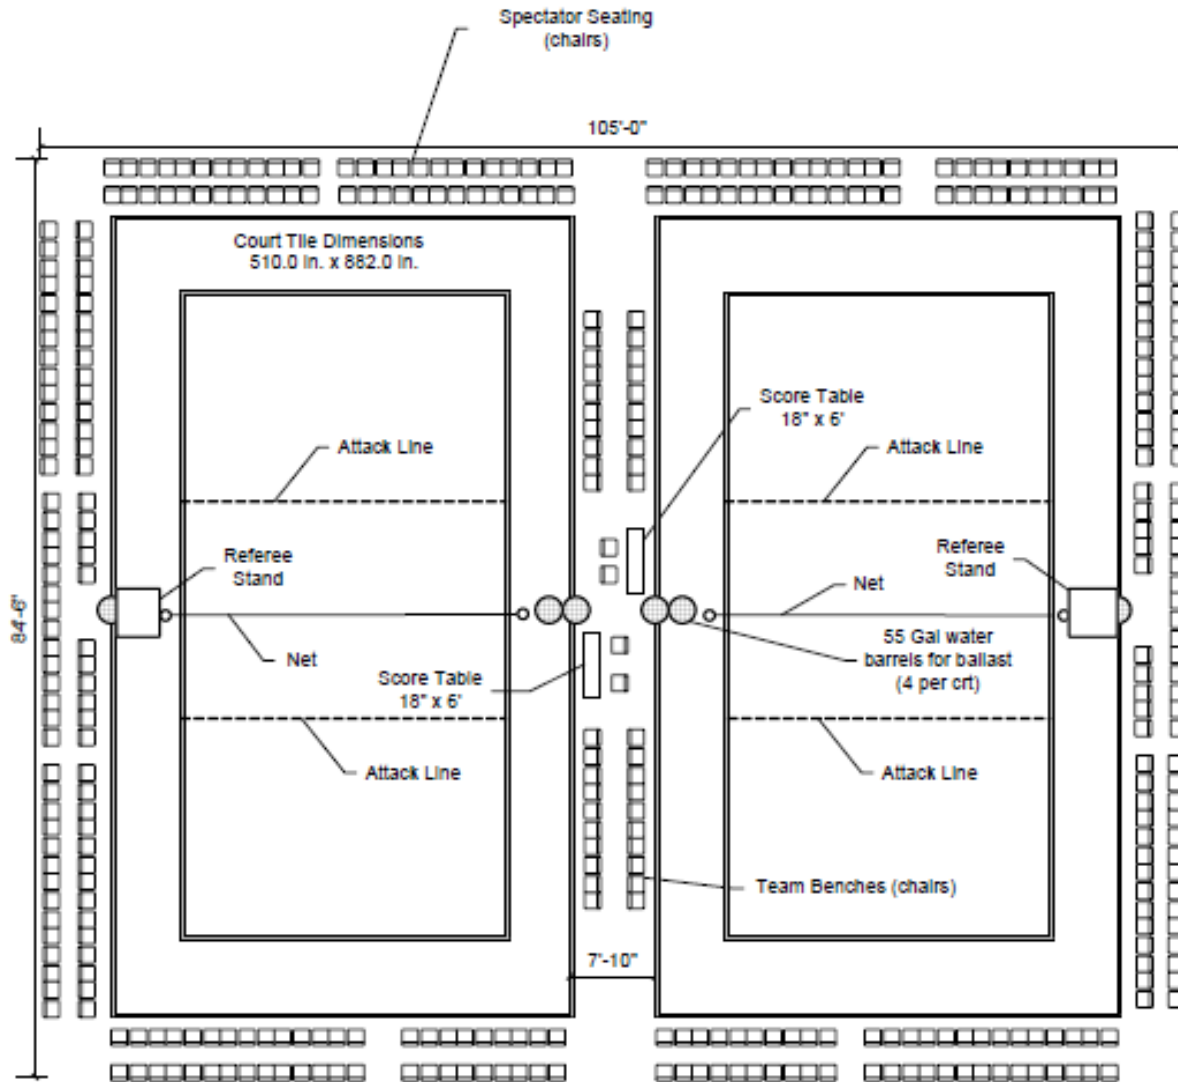 Spectator Seating
(chairs)
105'-0"
Court Tile Dimensions
510.0 in. x 882.0 in.
Score Table
18" x 6'
Attack Line
Attack Line
Referee
Stand
Referee
Stand
Net
84'-6"
55 Gal water
barrels for ballast
(4 per crt)
Net
Score Table
18" x 6'
Attack Line
Attack Line
Team Benches (chairs)
7'-10"